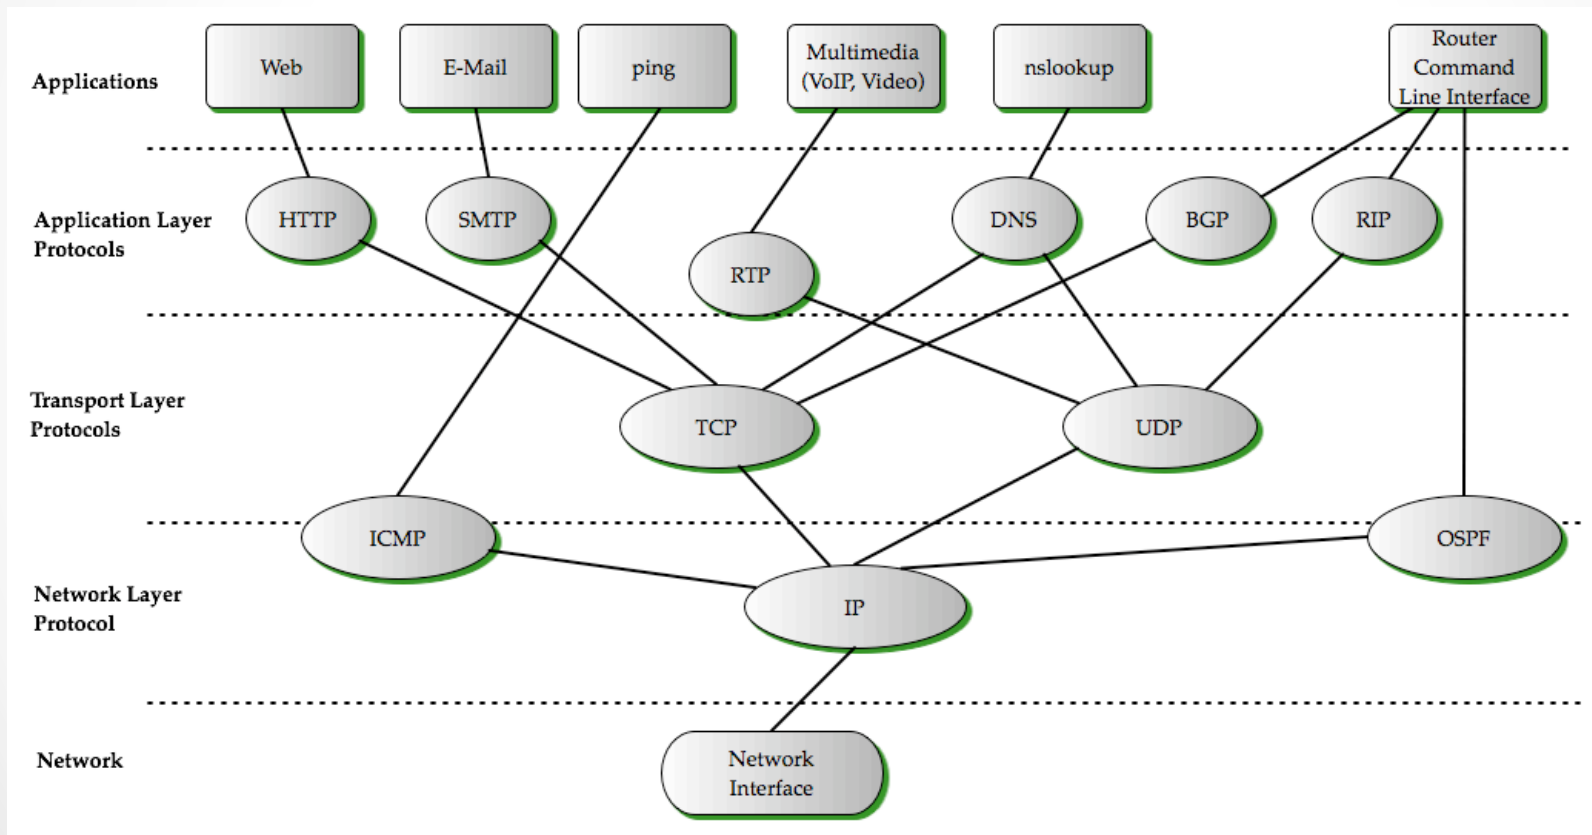 Applications
Web
E-Mail
ping
Multimedia
(VoIP, Video)
nslookup
Router
Command
Line Interface
Application Layer
Protocols
HTTP
SMTP
RTP
DNS
BGP
RIP
Transport Layer
Protocols
TCP
UDP
ICMP
OSPF
Network Layer
Protocol
IP
Network
Network
Interface